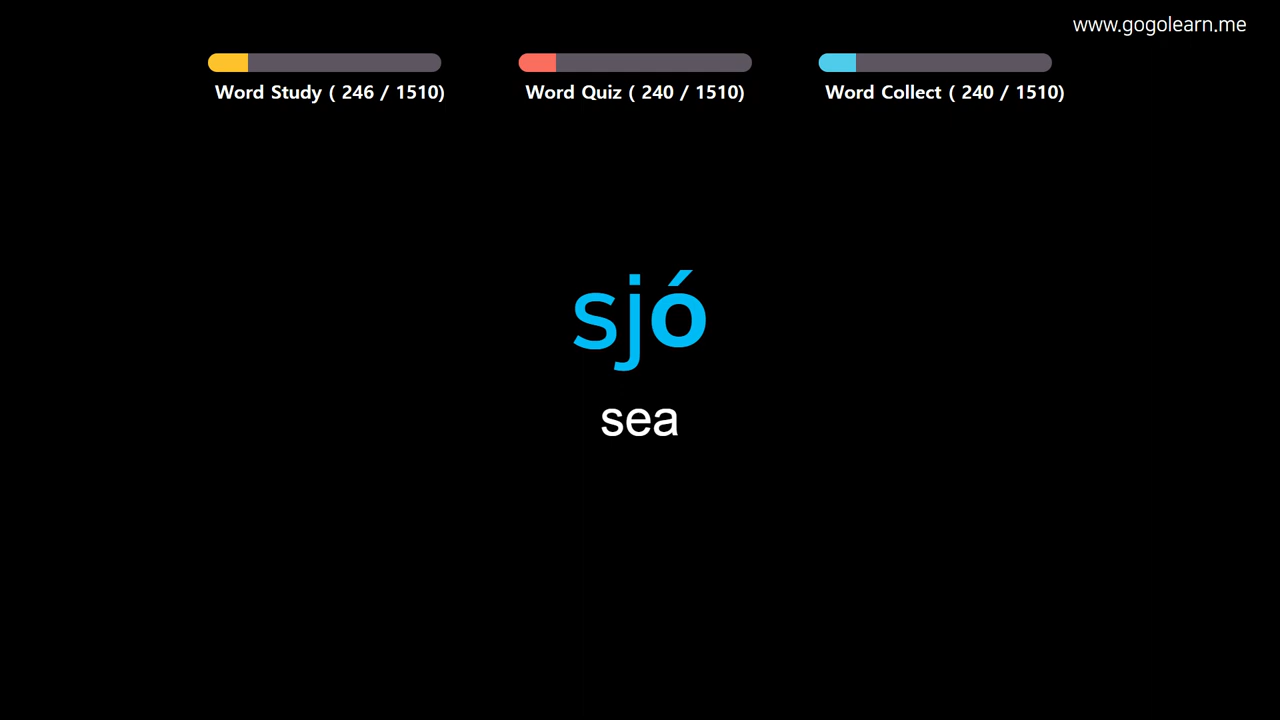 www.gogolearn.me
Word Study ( 246 / 1510)
Word Quiz ( 240 / 1510)
Word Collect ( 240 / 1510)
sjó
sea